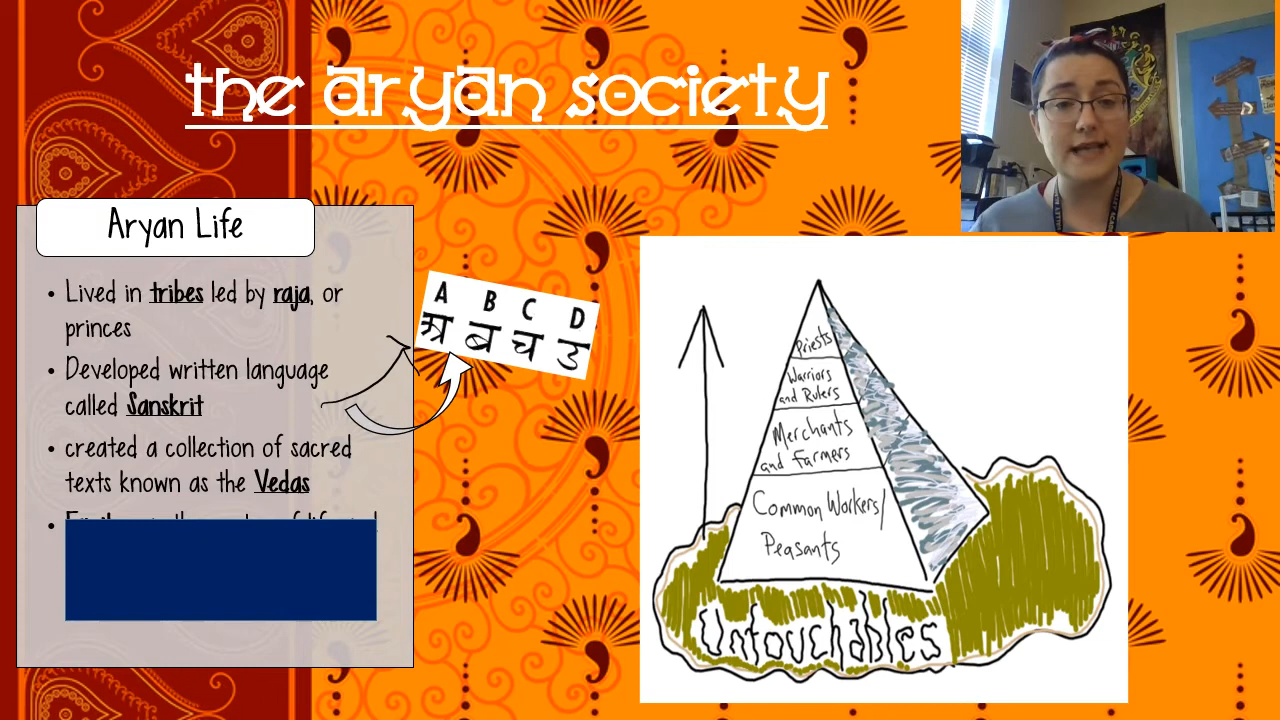 the aryan society
Aryan Life
• Lived in tribes led by raja, or
princes
• Developed written language
called Sanskrit
• created a collection of sacred
texts known as the Vedas
A B C D
अ ब च ड
Priests
Warriors
and Rulers
Merchants
and Farmers
Common Workers/
Peasants
Untouchables